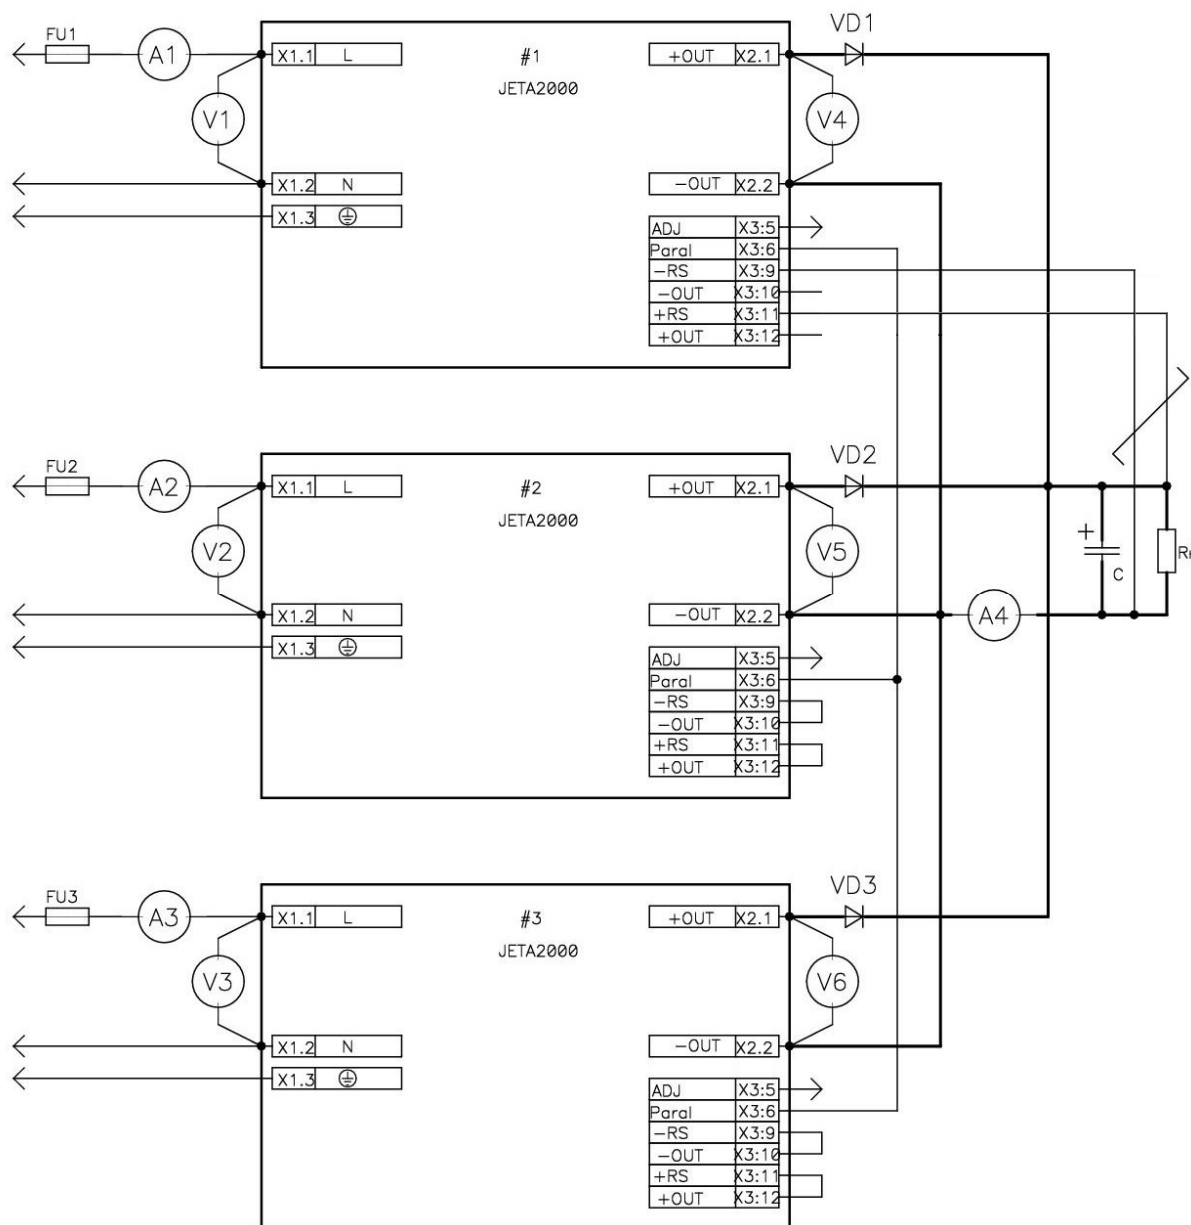 FU1
A1
X1.1 L
V1
X1.2 N
X1.3
#1
JETA2000
+OUT X2.1
VD1
V4
-OUT X2.2
ADJ X3:5
Paral X3:6
-RS X3:9
-OUT X3:10
+RS X3:11
+OUT X3:12
FU2
A2
X1.1 L
V2
X1.2 N
X1.3
#2
JETA2000
+OUT X2.1
VD2
V5
-OUT X2.2
A4
+
C
ADJ X3:5
Paral X3:6
-RS X3:9
-OUT X3:10
+RS X3:11
+OUT X3:12
FU3
A3
X1.1 L
V3
X1.2 N
X1.3
#3
JETA2000
+OUT X2.1
VD3
V6
-OUT X2.2
ADJ X3:5
Paral X3:6
-RS X3:9
-OUT X3:10
+RS X3:11
+OUT X3:12